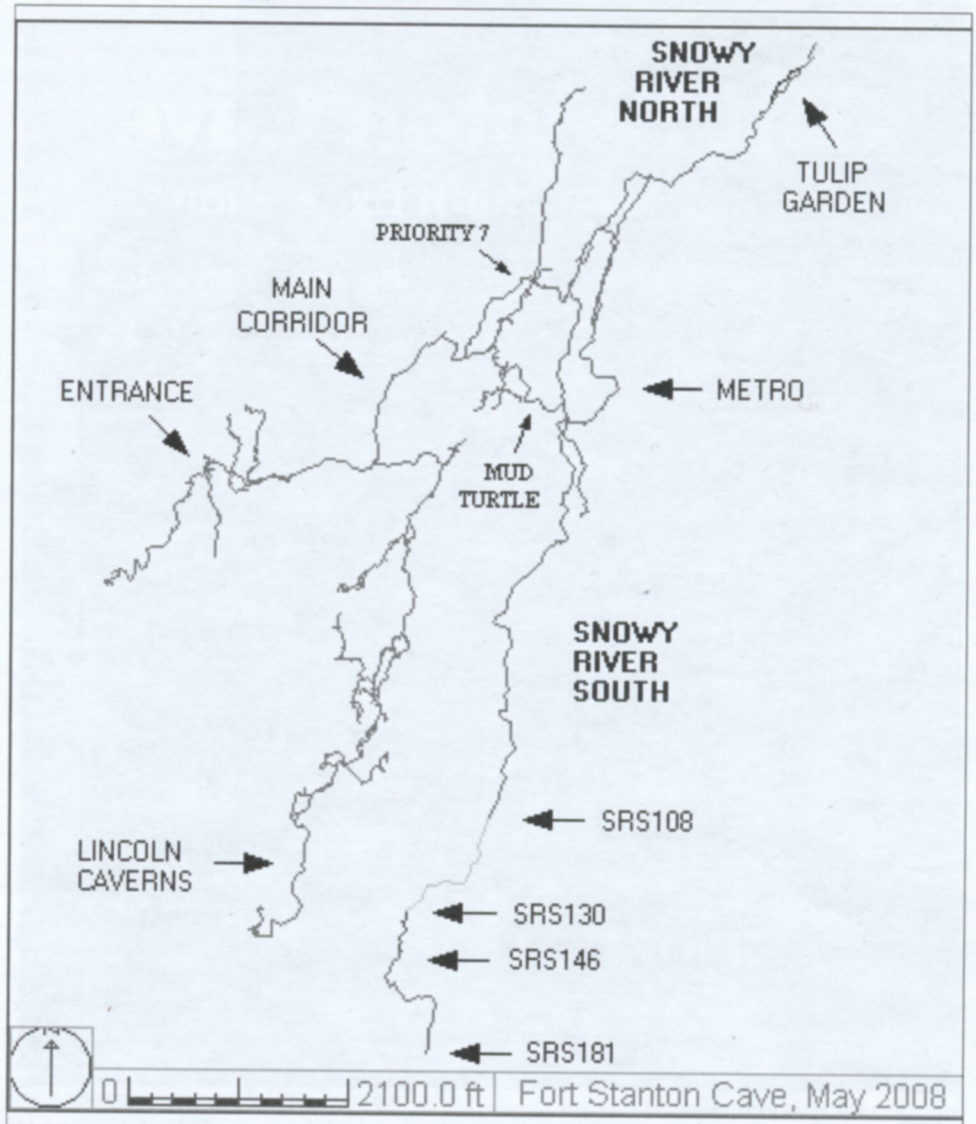 SNOWY
RIVER
NORTH
TULIP
GARDEN
PRIORITY 7
MAIN
CORRIDOR
ENTRANCE
METRO
MUD
TURTLE
SNOWY
RIVER
SOUTH
SRS108
LINCOLN
CAVERNS
SRS130
SRS146
SRS181
N
0 2100.0 ft
Fort Stanton Cave, May 2008